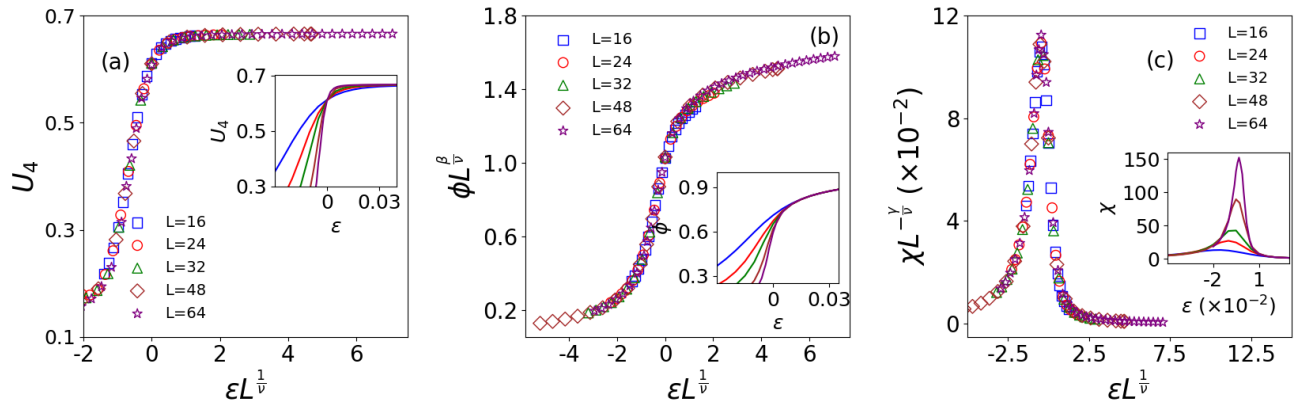 0.7
0.5
0.3
0.1
U₄
(a)
0.7
0.5
0.3
U₄
0
0.03
ε
L=16
L=24
L=32
L=48
L=64
-2
0
2
4
6
εL^{1/ν}
1.8
1.4
1.0
0.6
0.2
ϕL^{β/ν}
(b)
L=16
L=24
L=32
L=48
L=64
0.9
0.6
0.3
ϕ
0
0.03
ε
-4
-2
0
2
4
6
εL^{1/ν}
12
8
4
0
χL^{-γ/ν} (×10⁻²)
(c)
L=16
L=24
L=32
L=48
L=64
150
100
50
0
χ
-2
1
ε (×10⁻²)
-2.5
2.5
7.5
12.5
εL^{1/ν}